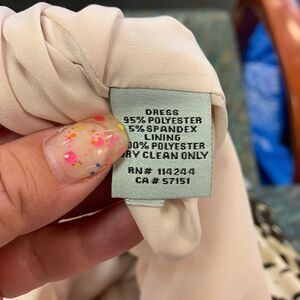 DRESS
95% POLYESTER
5% SPANDEX
LINING
00% POLYESTER
RY CLEAN ONLY
RN# 114244
CA# 57151